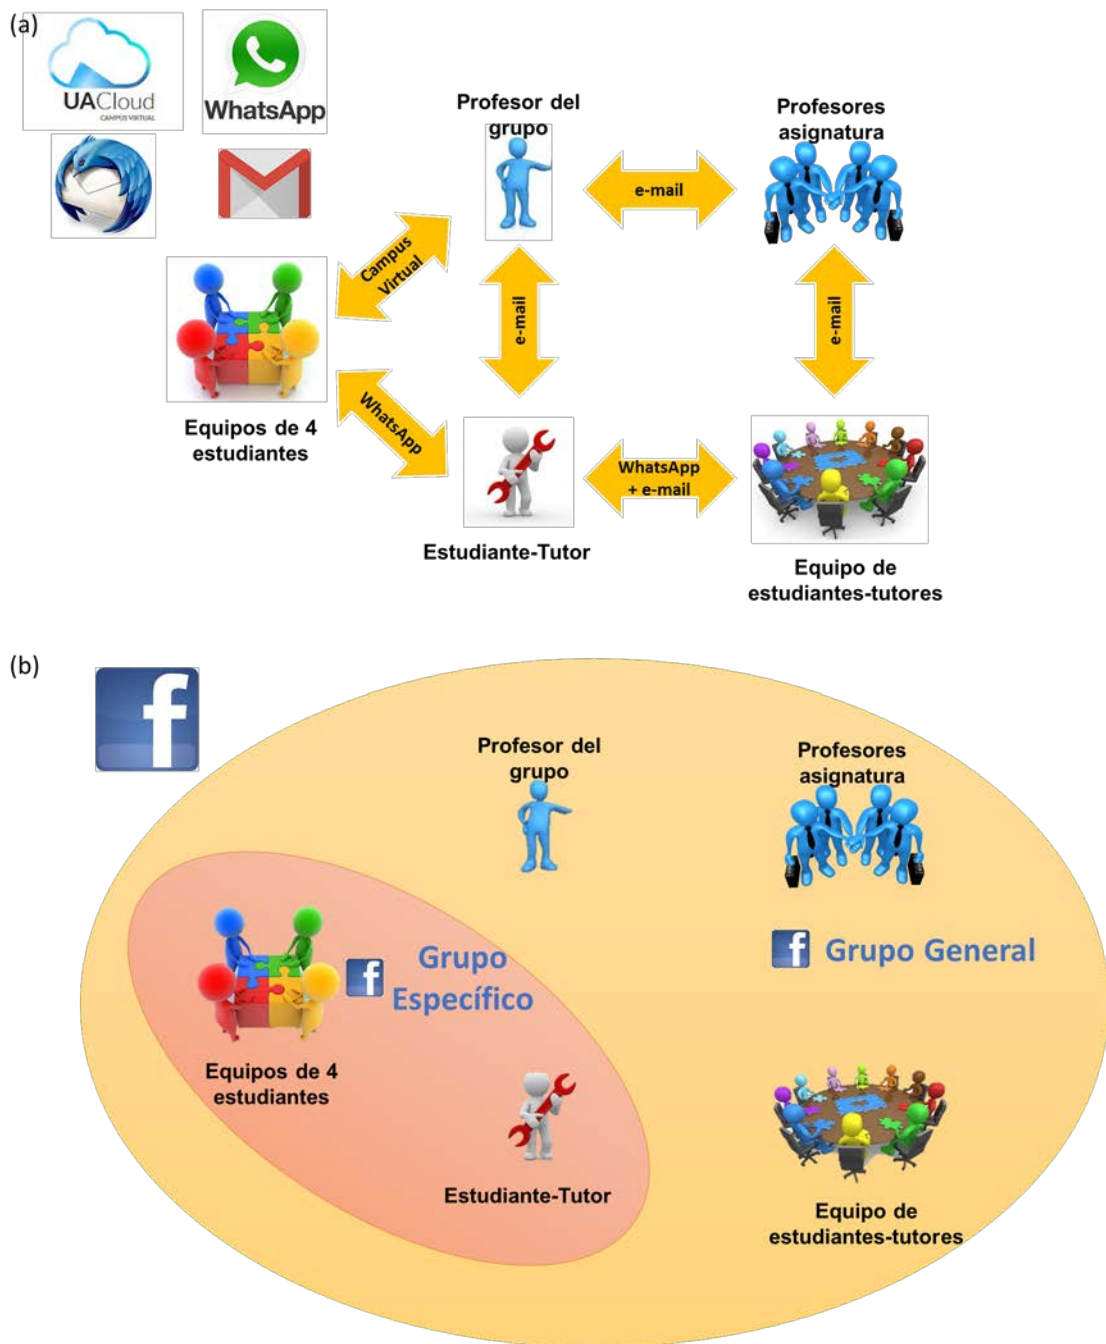 (a)
UACloud
CAMPUS VIRTUAL
WhatsApp
Profesor del
grupo
Profesores
asignatura
e-mail
Campus
Virtual
e-mail
e-mail
WhatsApp
Equipos de 4
estudiantes
WhatsApp
+ e-mail
Estudiante-Tutor
Equipo de
estudiantes-tutores
(b)
f
Profesor del
grupo
Profesores
asignatura
f Grupo
Específico
f Grupo General
Equipos de 4
estudiantes
Estudiante-Tutor
Equipo de
estudiantes-tutores